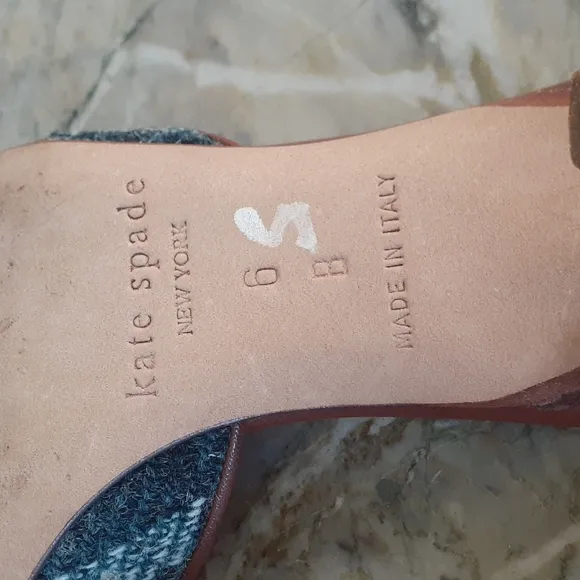 kate spade
NEW YORK
6 B
S
MADE IN ITALY